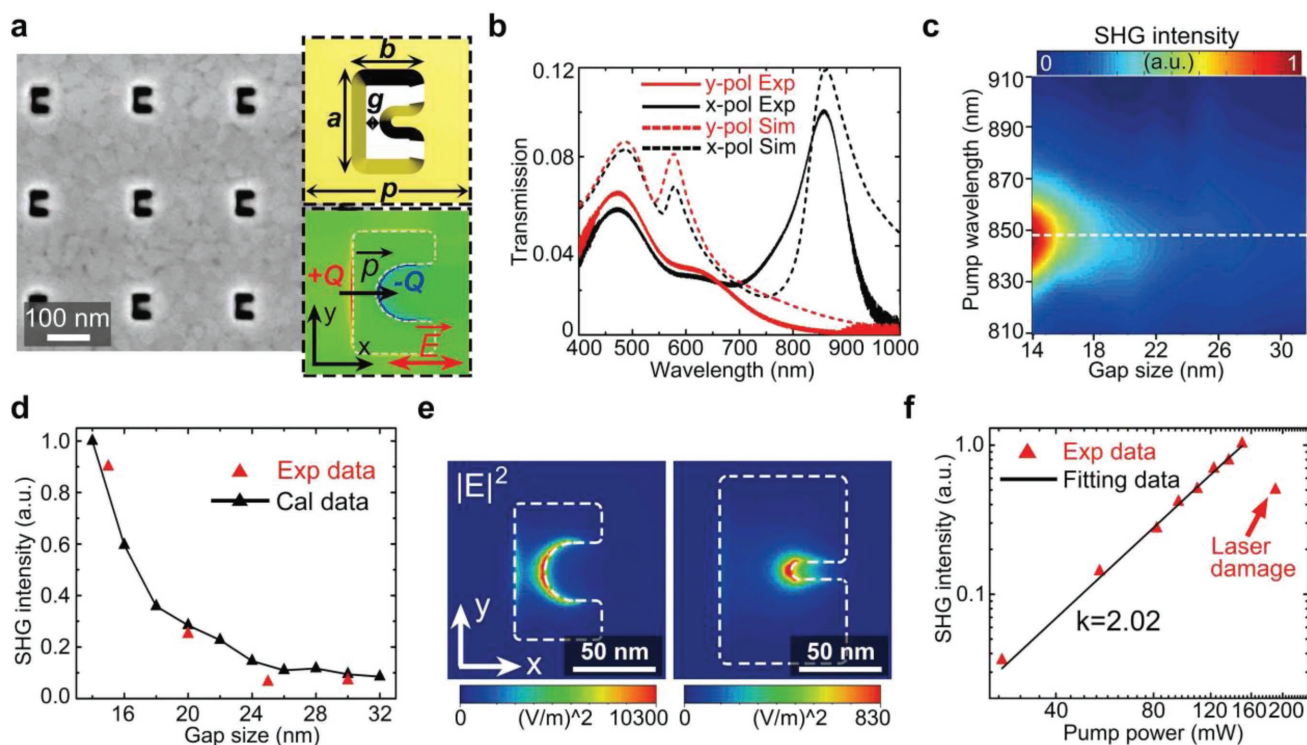 a
100 nm
b
a
g
p
+Q
p
-Q
y
x
E
b
0.12
0.08
0.04
0
Transmission
y-pol Exp
x-pol Exp
y-pol Sim
x-pol Sim
400 500 600 700 800 900 1000
Wavelength (nm)
c
SHG intensity
0 (a.u.) 1
910
890
870
850
830
810
Pump wavelength (nm)
14 18 22 26 30
Gap size (nm)
d
1.0
0.8
0.6
0.4
0.2
0.0
SHG intensity (a.u.)
Exp data
Cal data
16 20 24 28 32
Gap size (nm)
e
|E|^2
y
x
50 nm
50 nm
0 (V/m)^2 10300
0 (V/m)^2 830
f
1.0
0.1
SHG intensity (a.u.)
Exp data
Fitting data
Laser
damage
k=2.02
40 80 120 160 200
Pump power (mW)